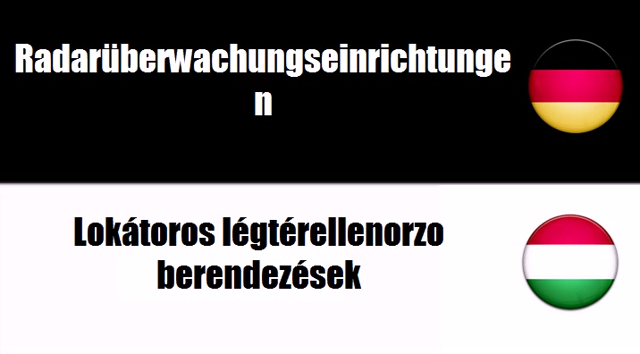 Radarüberwachungseinrichtunge
n
Lokátoros légtérellenorzo
berendezések